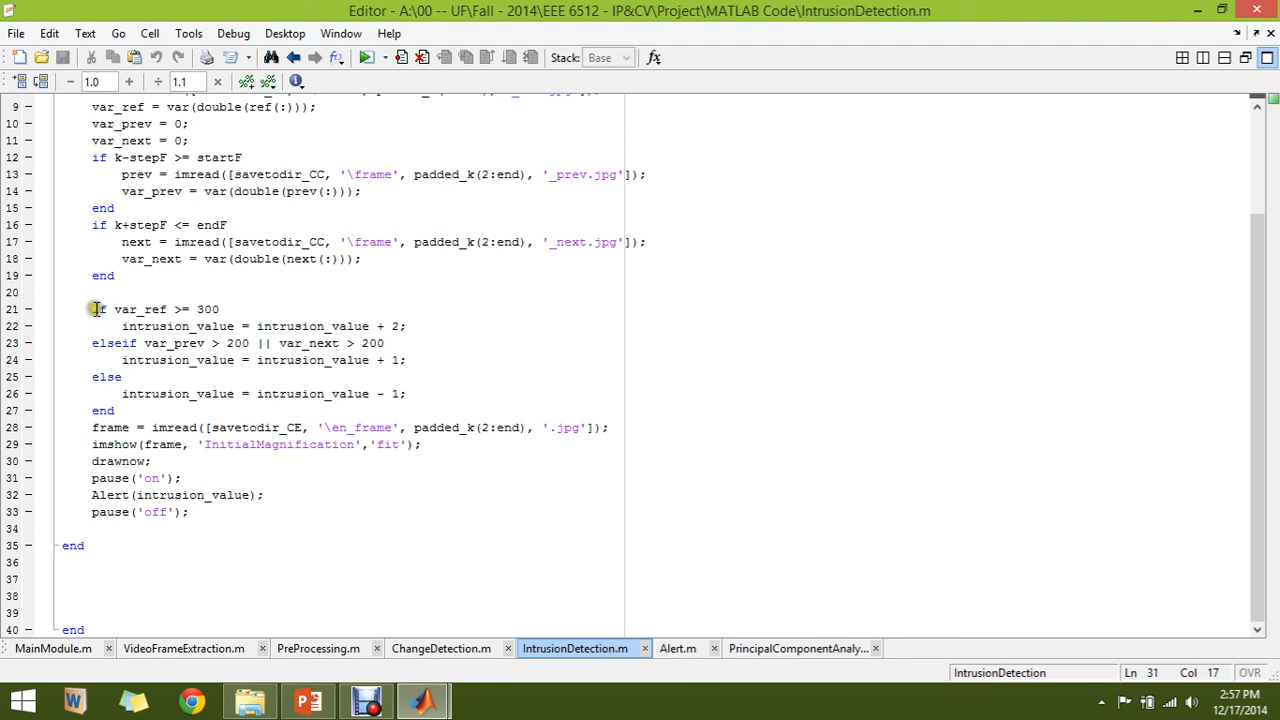 Editor - A:\00 -- UF\Fall - 2014\EEE 6512 - IP&CV\Project\MATLAB Code\IntrusionDetection.m
File Edit Text Go Cell Tools Debug Desktop Window Help
Stack: Base fx
1.0 1.1
9 var_ref = var(double(ref(:)));
10 var_prev = 0;
11 var_next = 0;
12 if k-stepF >= startF
13 prev = imread([savetodir_CC, '\frame', padded_k(2:end), '_prev.jpg']);
14 var_prev = var(double(prev(:)));
15 end
16 if k+stepF <= endF
17 next = imread([savetodir_CC, '\frame', padded_k(2:end), '_next.jpg']);
18 var_next = var(double(next(:)));
19 end
20
21 if var_ref >= 300
22 intrusion_value = intrusion_value + 2;
23 elseif var_prev > 200 || var_next > 200
24 intrusion_value = intrusion_value + 1;
25 else
26 intrusion_value = intrusion_value - 1;
27 end
28 frame = imread([savetodir_CE, '\en_frame', padded_k(2:end), '.jpg']);
29 imshow(frame, 'InitialMagnification','fit');
30 drawnow;
31 pause('on');
32 Alert(intrusion_value);
33 pause('off');
34
35 end
36
37
38
39
40 end
MainModule.m VideoFrameExtraction.m PreProcessing.m ChangeDetection.m IntrusionDetection.m Alert.m PrincipalComponentAnaly...
IntrusionDetection Ln 31 Col 17 OVR
2:57 PM
12/17/2014